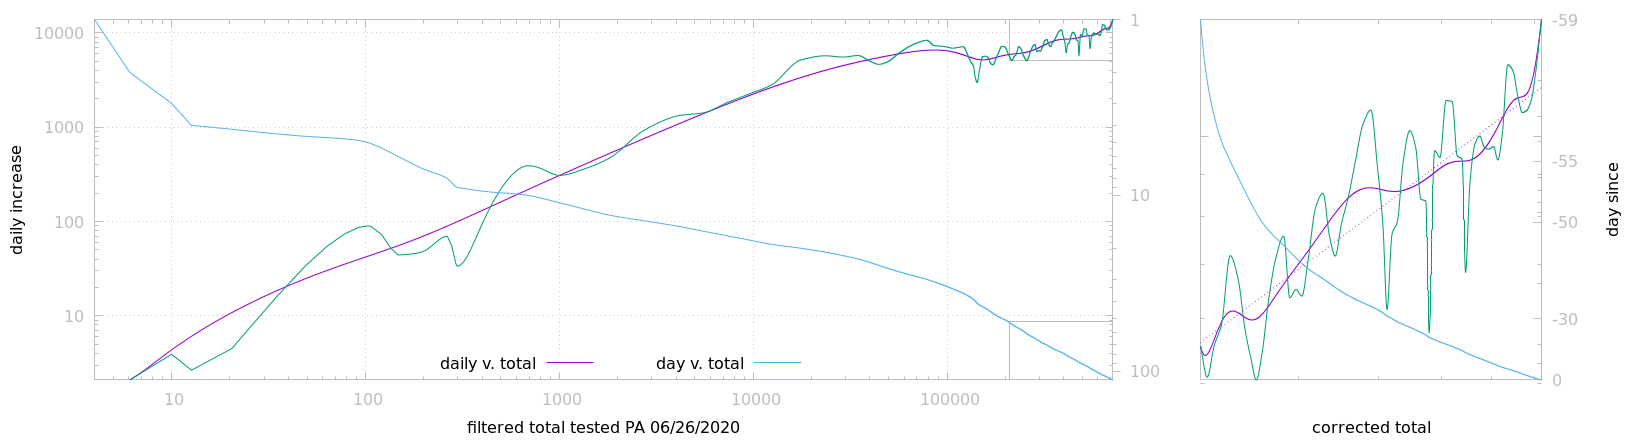 10000
1000
100
10
daily increase
10
100
1000
10000
100000
filtered total tested PA 06/26/2020
daily v. total
day v. total
1
10
100
-59
-55
-50
-30
0
day since
corrected total